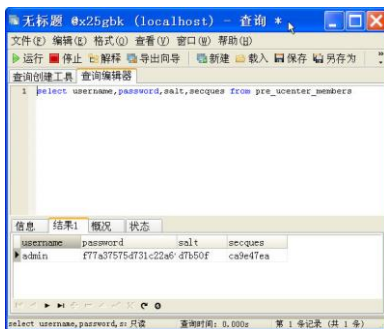 无标题 @x25gbk (localhost) - 查询 *
文件(F) 编辑(E) 格式(O) 查看(V) 窗口(W) 帮助(H)
运行 停止 解释 导出向导 新建 载入 保存 另存为 »
查询创建工具 查询编辑器
1 select username,password,salt,secques from pre_ucenter_members
信息 结果1 概况 状态
username password salt secques
admin f77a37575d731c22a6 d7b50f ca9e47ea
select username,password,s: 只读 查询时间: 0.000s 第 1 条记录 (共 1 条)